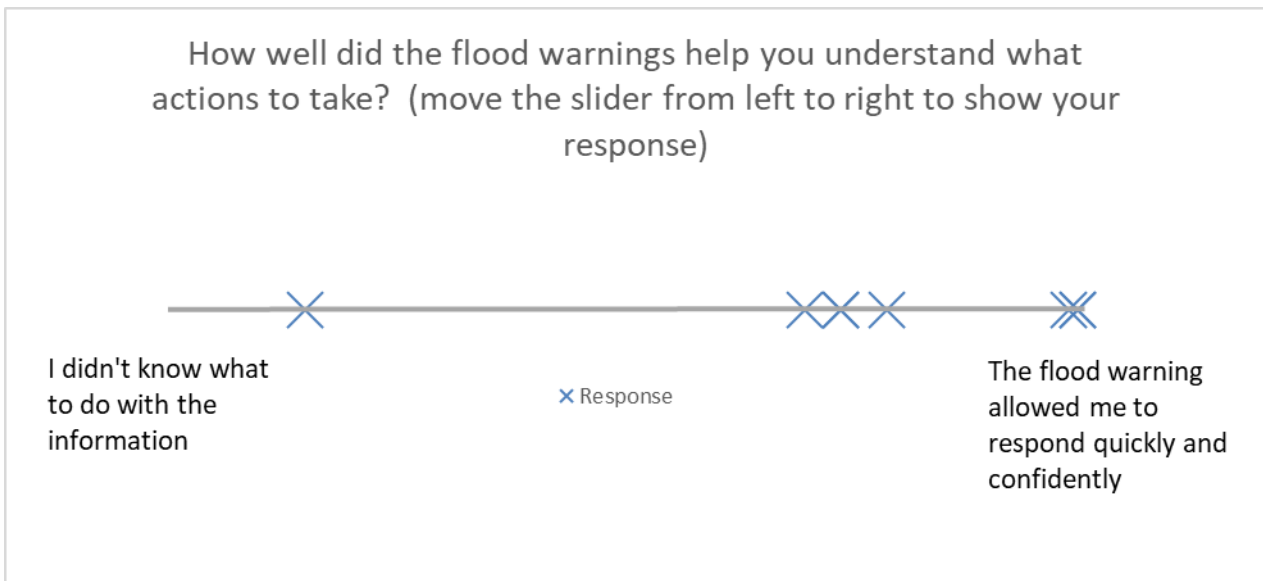 How well did the flood warnings help you understand what
actions to take?  (move the slider from left to right to show your
response)
I didn't know what
to do with the
information
Response
The flood warning
allowed me to
respond quickly and
confidently